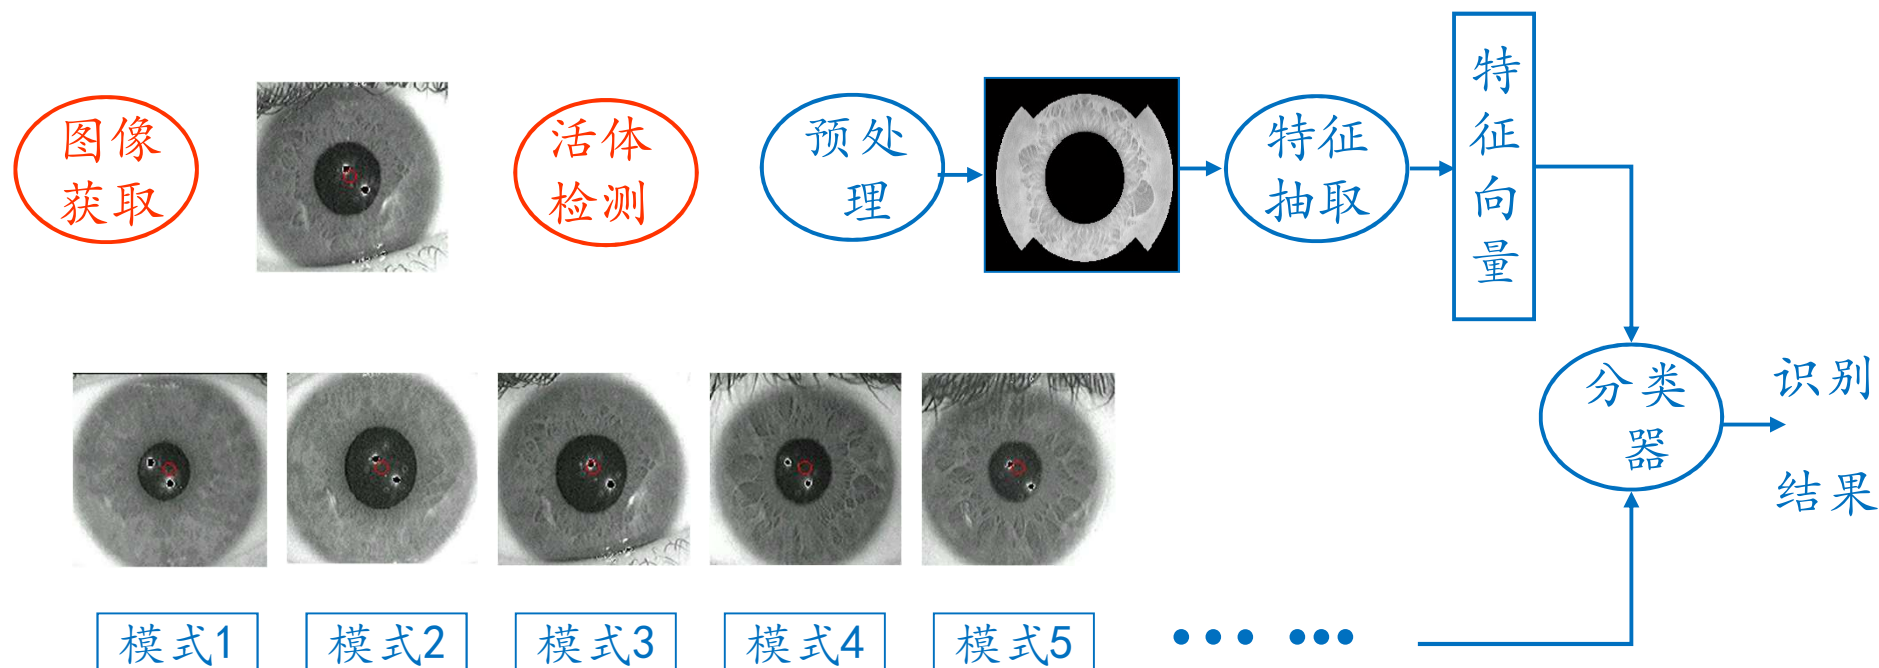 图像
获取
活体
检测
预处
理
特征
抽取
特
征
向
量
分类
器
识别
结果
模式1
模式2
模式3
模式4
模式5